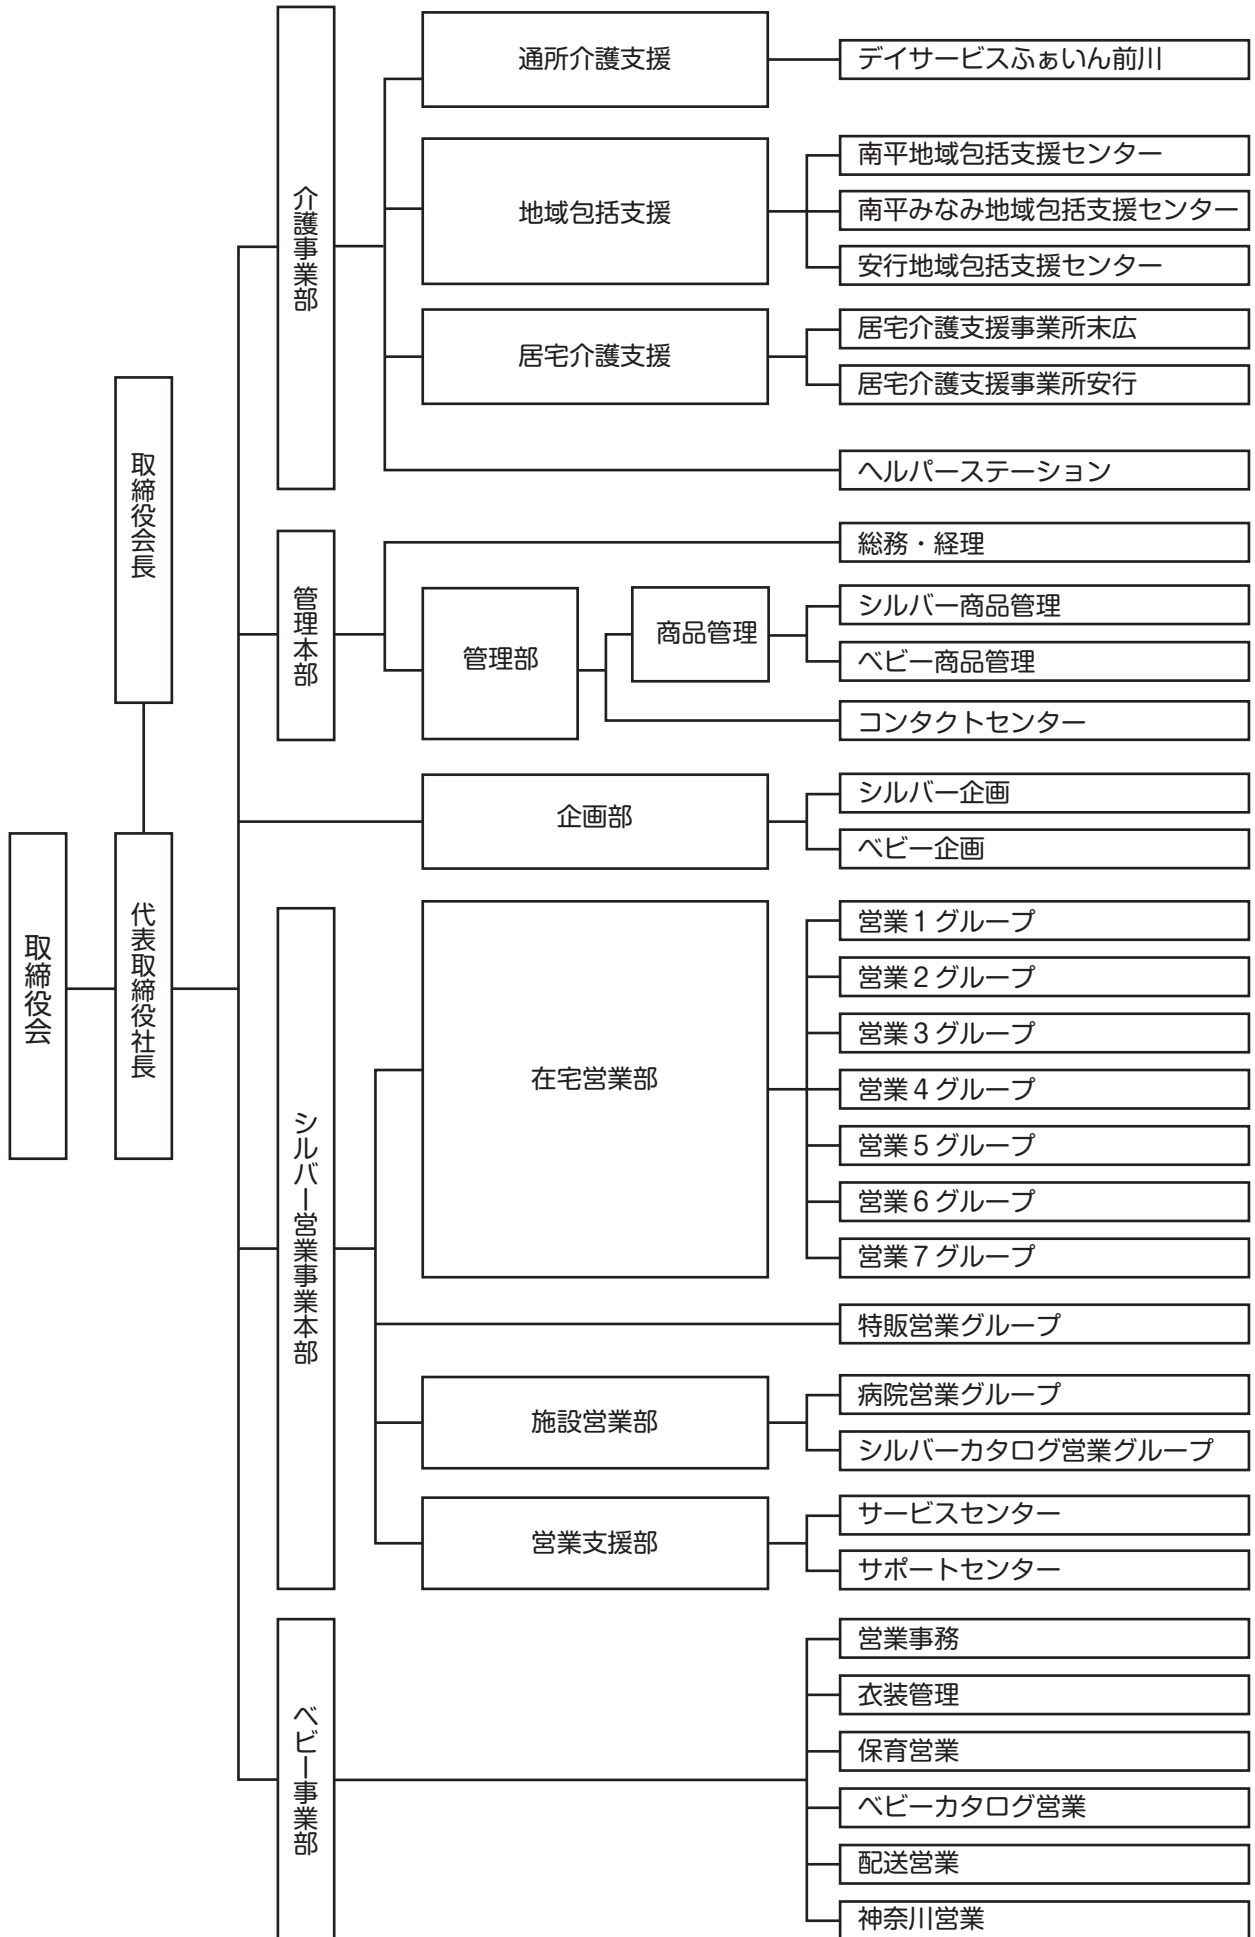 取締役会
取締役会長
代表取締役社長
介護事業部
通所介護支援
デイサービスふぁいん前川
地域包括支援
南平地域包括支援センター
南平みなみ地域包括支援センター
安行地域包括支援センター
居宅介護支援
居宅介護支援事業所末広
居宅介護支援事業所安行
ヘルパーステーション
管理本部
総務・経理
管理部
商品管理
シルバー商品管理
ベビー商品管理
コンタクトセンター
企画部
シルバー企画
ベビー企画
シルバー営業事業本部
在宅営業部
営業1グループ
営業2グループ
営業3グループ
営業4グループ
営業5グループ
営業6グループ
営業7グループ
特販営業グループ
施設営業部
病院営業グループ
シルバーカタログ営業グループ
営業支援部
サービスセンター
サポートセンター
ベビー事業部
営業事務
衣装管理
保育営業
ベビーカタログ営業
配送営業
神奈川営業